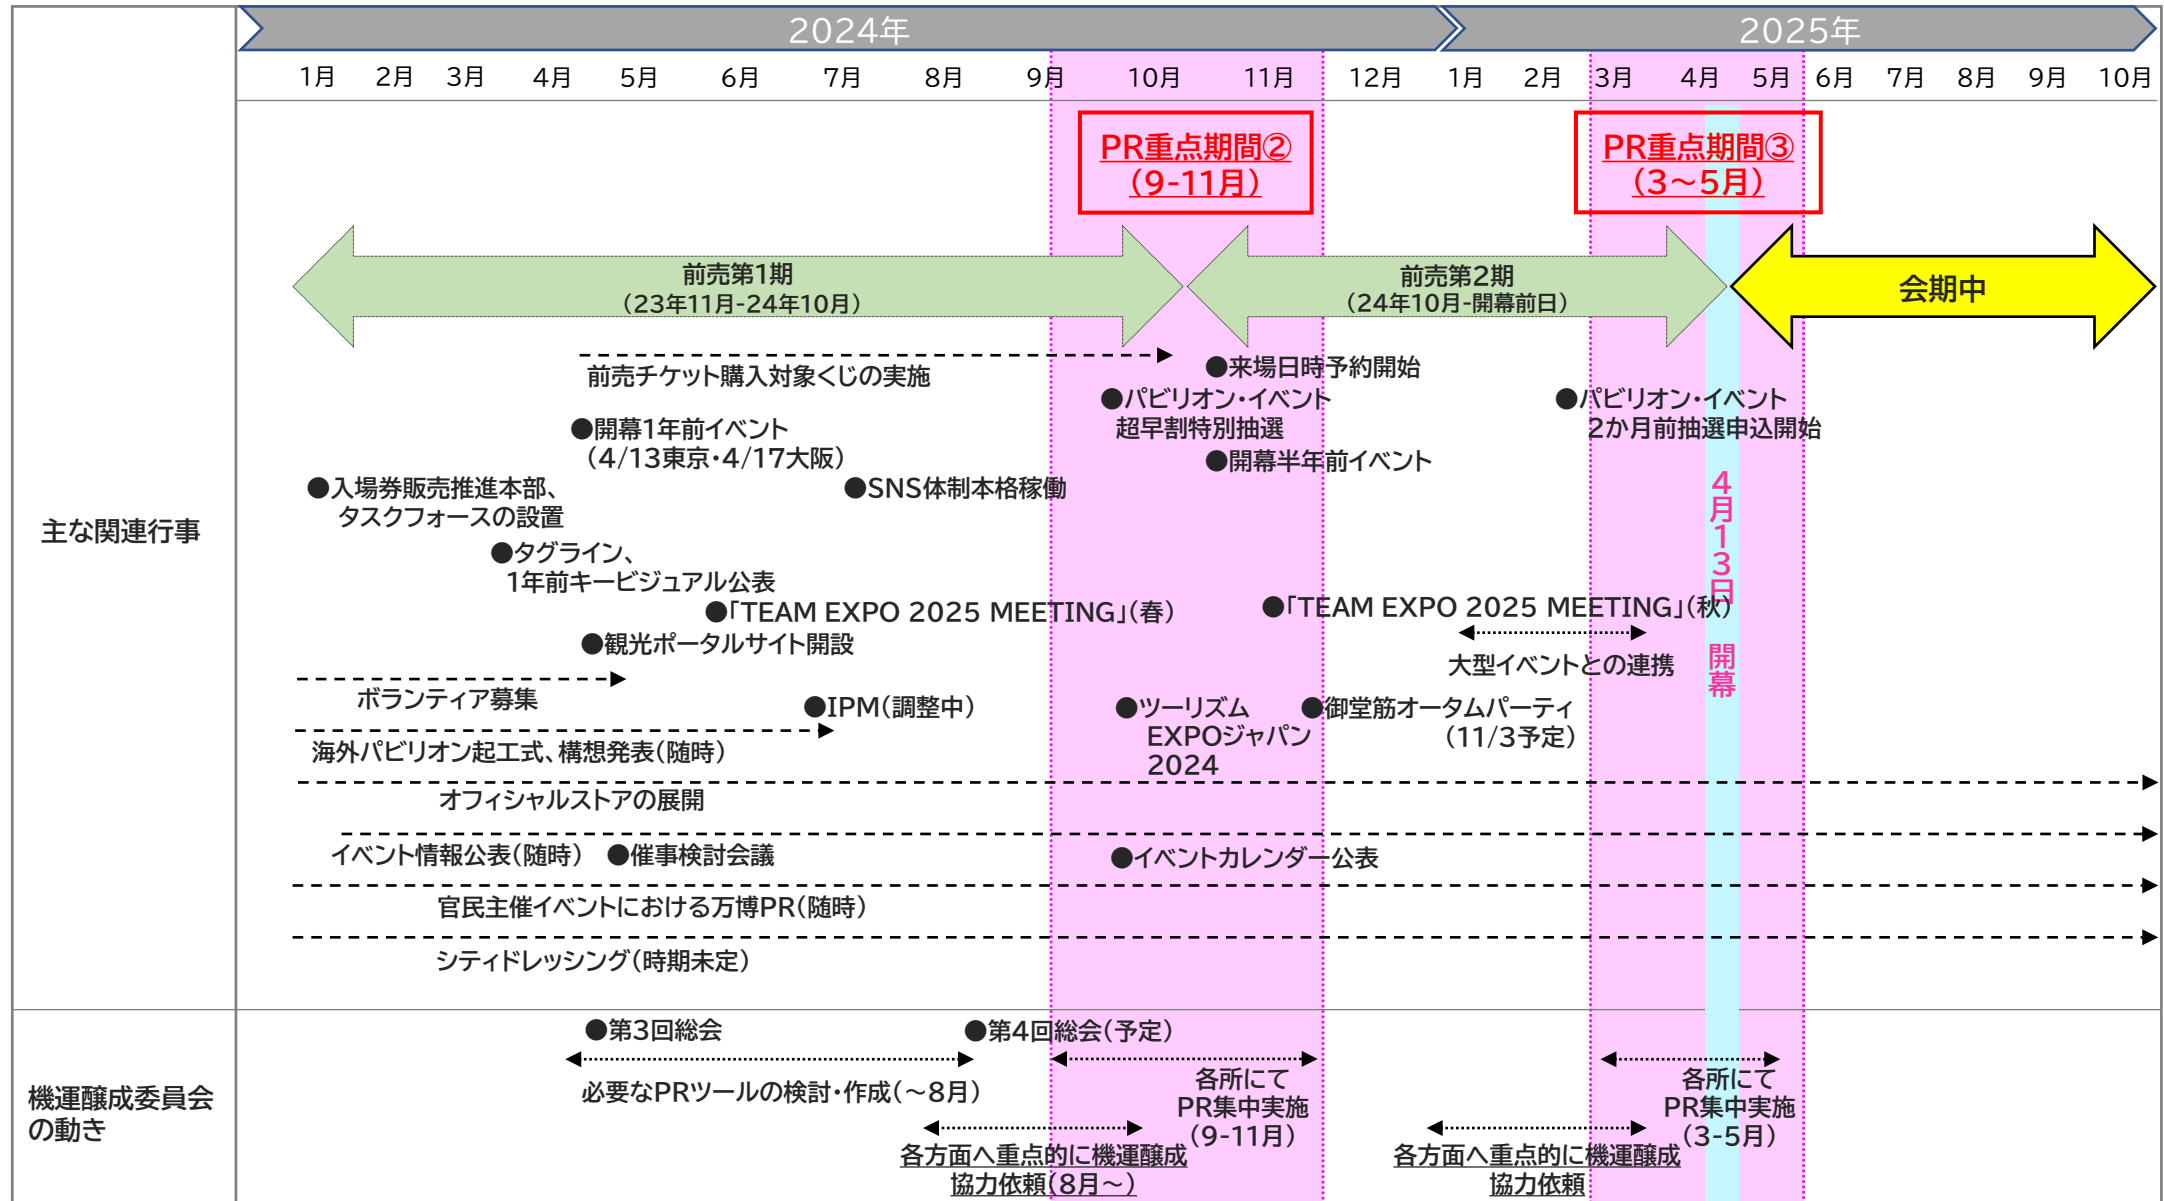 2024年
2025年
1月 2月 3月 4月 5月 6月 7月 8月 9月 10月 11月 12月 1月 2月 3月 4月 5月 6月 7月 8月 9月 10月
PR重点期間②
（9-11月）
PR重点期間③
（3～5月）
前売第1期
（23年11月-24年10月）
前売第2期
（24年10月-開幕前日）
会期中
主な関連行事
前売チケット購入対象くじの実施
●来場日時予約開始
●パビリオン・イベント
超早割特別抽選
●パビリオン・イベント
2か月前抽選申込開始
●開幕1年前イベント
（4/13東京・4/17大阪）
●開幕半年前イベント
●入場券販売推進本部、
タスクフォースの設置
●SNS体制本格稼働
4月13日 開幕
●タグライン、
1年前キービジュアル公表
●「TEAM EXPO 2025 MEETING」（春）
●「TEAM EXPO 2025 MEETING」（秋）
●観光ポータルサイト開設
大型イベントとの連携
ボランティア募集
●IPM（調整中）
●ツーリズム
EXPOジャパン
2024
●御堂筋オータムパーティ
（11/3予定）
海外パビリオン起工式、構想発表（随時）
オフィシャルストアの展開
イベント情報公表（随時）
●催事検討会議
●イベントカレンダー公表
官民主催イベントにおける万博PR（随時）
シティドレッシング（時期未定）
機運醸成委員会
の動き
●第3回総会
●第4回総会（予定）
必要なPRツールの検討・作成（～8月）
各所にて
PR集中実施
（9-11月）
各所にて
PR集中実施
（3-5月）
各方面へ重点的に機運醸成
協力依頼（8月～）
各方面へ重点的に機運醸成
協力依頼